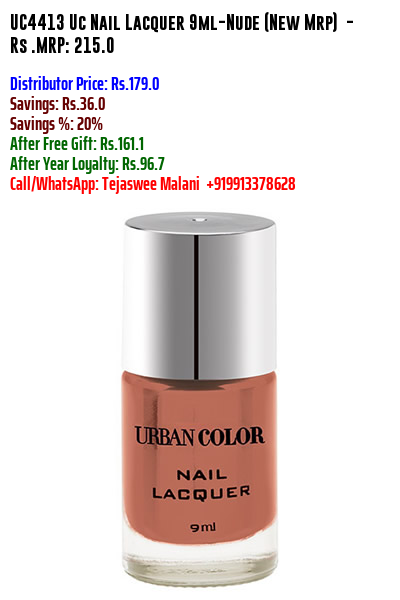 UC4413 Uc Nail Lacquer 9ml-Nude (New Mrp) -
Rs .MRP: 215.0
Distributor Price: Rs.179.0
Savings: Rs.36.0
Savings %: 20%
After Free Gift: Rs.161.1
After Year Loyalty: Rs.96.7
Call/WhatsApp: Tejaswee Malani +919913378628
URBAN COLOR
NAIL
LACQUER
9ml